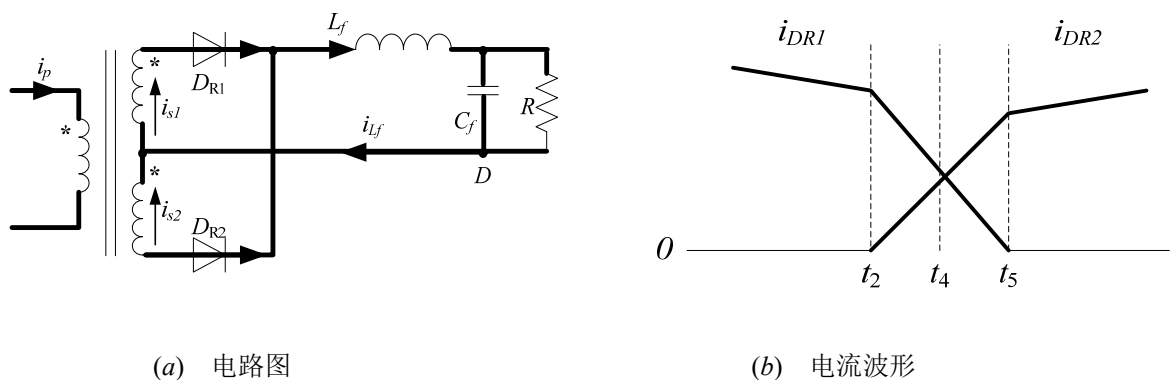 L_f
i_p
*
*
D_R1
i_s1
C_f
R
i_Lf
D
*
i_s2
D_R2
i_DR1
i_DR2
0
t_2
t_4
t_5
(a) 电路图
(b) 电流波形